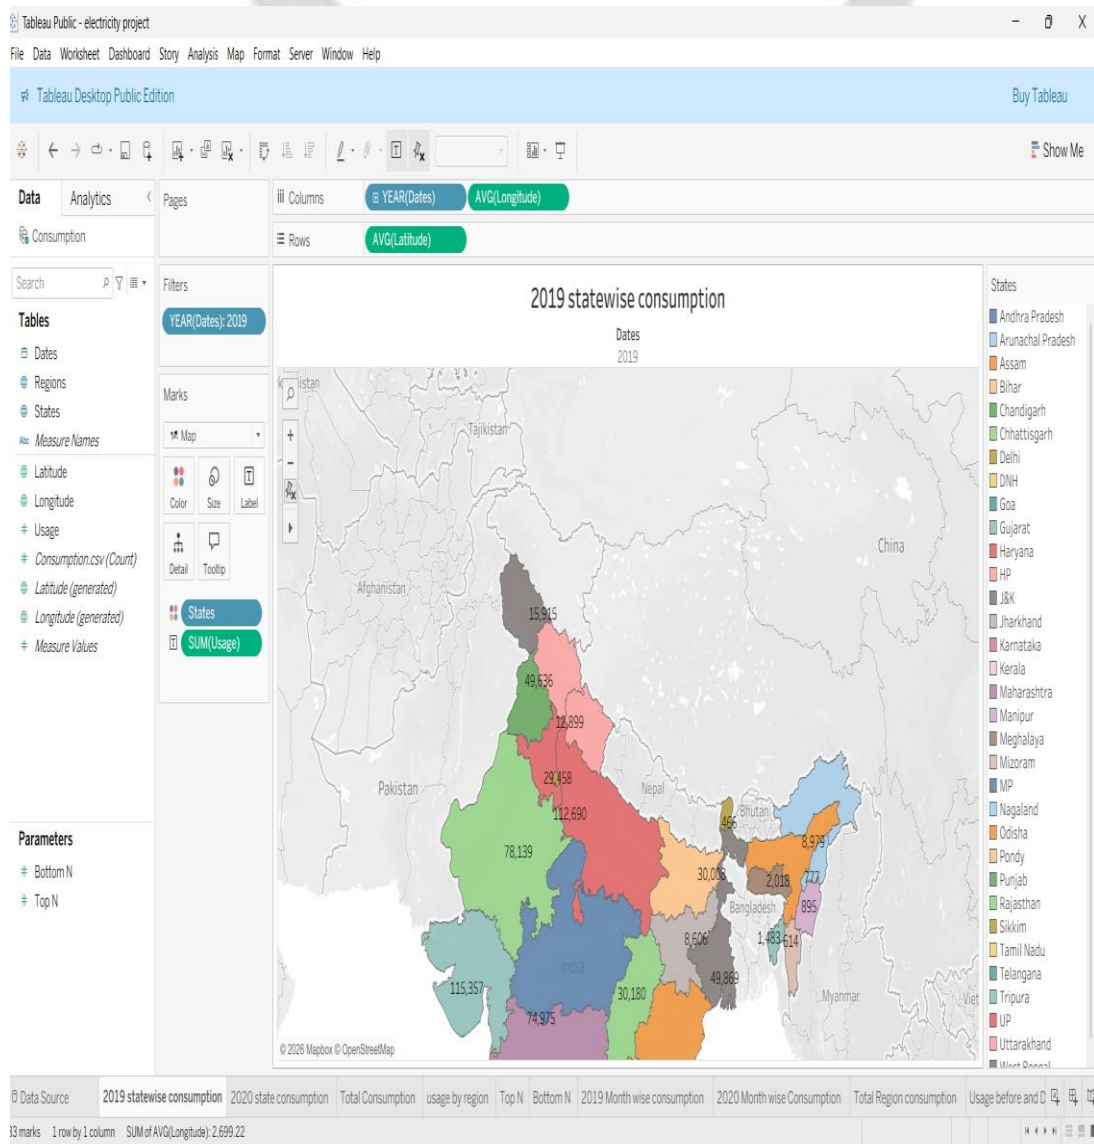 Tableau Public - electricity project
File Data Worksheet Dashboard Story Analysis Map Format Server Window Help
Tableau Desktop Public Edition
Buy Tableau
Show Me
Data Analytics
Consumption
Search
Tables
Dates
Regions
States
Abc Measure Names
Latitude
Longitude
Usage
Consumption.csv (Count)
Latitude (generated)
Longitude (generated)
Measure Values
Parameters
Bottom N
Top N
Pages
Filters
YEAR(Dates): 2019
Marks
Map
Color Size Label
Detail Tooltip
States
SUM(Usage)
Columns YEAR(Dates) AVG(Longitude)
Rows AVG(Latitude)
2019 statewise consumption
Dates
2019
Tajikistan
China
Afghanistan
15,915
49,636
12,899
Pakistan
29,458
Nepal
112,690
Bhutan
466
8,979
78,139
30,008
2,018
777
Bangladesh
895
8,606
1,483
614
India
49,869
115,357
30,180
Myanmar
74,975
© 2026 Mapbox © OpenStreetMap
States
Andhra Pradesh
Arunachal Pradesh
Assam
Bihar
Chandigarh
Chhattisgarh
Delhi
DNH
Goa
Gujarat
Haryana
HP
J&K
Jharkhand
Karnataka
Kerala
Maharashtra
Manipur
Meghalaya
Mizoram
MP
Nagaland
Odisha
Pondy
Punjab
Rajasthan
Sikkim
Tamil Nadu
Telangana
Tripura
UP
Uttarakhand
West Bengal
Data Source 2019 statewise consumption 2020 state consumption Total Consumption usage by region Top N Bottom N 2019 Month wise consumption 2020 Month wise Consumption Total Region consumption Usage before and D
33 marks 1 row by 1 column SUM of AVG(Longitude): 2,699.22